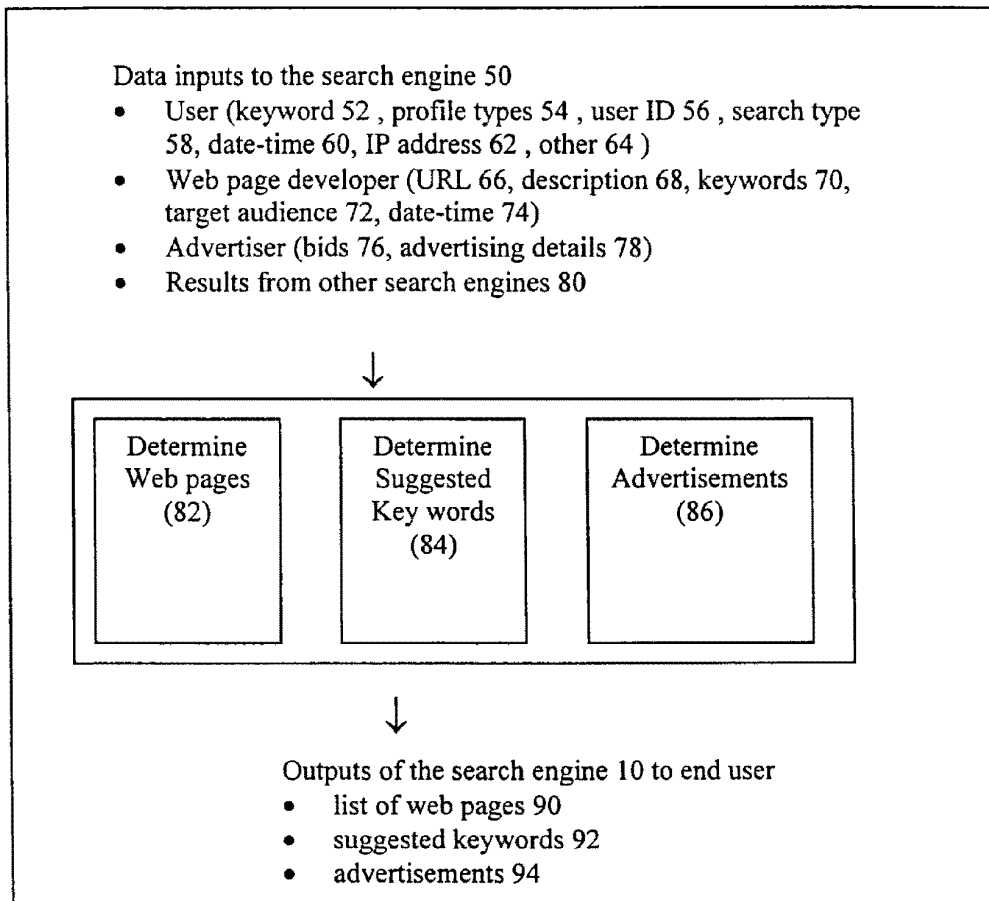 Data inputs to the search engine 50
• User (keyword 52 , profile types 54 , user ID 56 , search type
58, date-time 60, IP address 62 , other 64 )
• Web page developer (URL 66, description 68, keywords 70,
target audience 72, date-time 74)
• Advertiser (bids 76, advertising details 78)
• Results from other search engines 80
Determine
Web pages
(82)
Determine
Suggested
Key words
(84)
Determine
Advertisements
(86)
Outputs of the search engine 10 to end user
• list of web pages 90
• suggested keywords 92
• advertisements 94